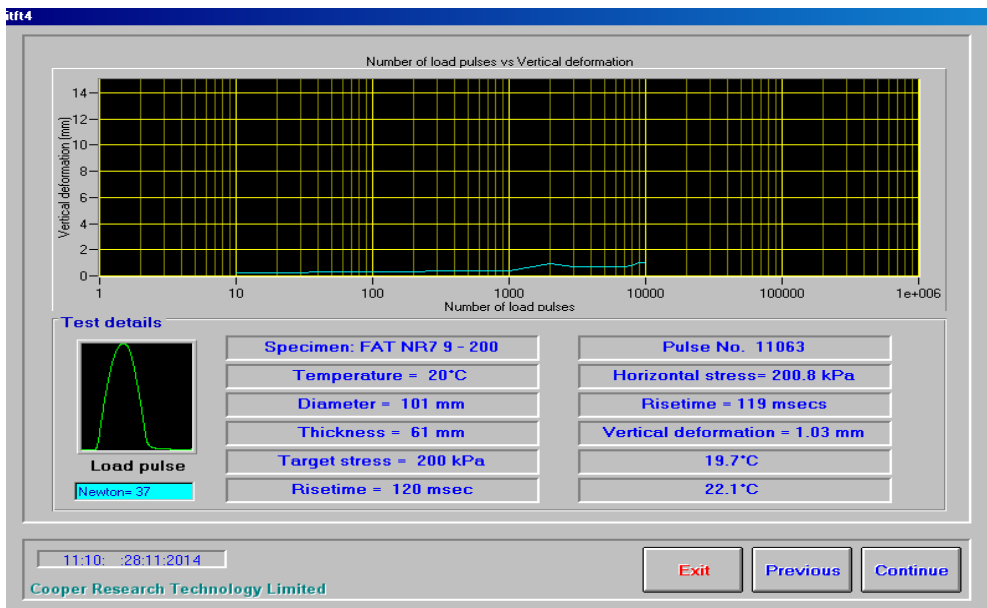 itft4
Number of load pulses vs Vertical deformation
Vertical deformation (mm)
14
12
10
8
6
4
2
0
1 10 100 1000 10000 100000 1e+006
Number of load pulses
Test details
Load pulse
Newton= 37
Specimen: FAT NR7 9 - 200
Temperature = 20°C
Diameter = 101 mm
Thickness = 61 mm
Target stress = 200 kPa
Risetime = 120 msec
Pulse No. 11063
Horizontal stress= 200.8 kPa
Risetime = 119 msecs
Vertical deformation = 1.03 mm
19.7°C
22.1°C
11:10: :28:11:2014
Cooper Research Technology Limited
Exit Previous Continue